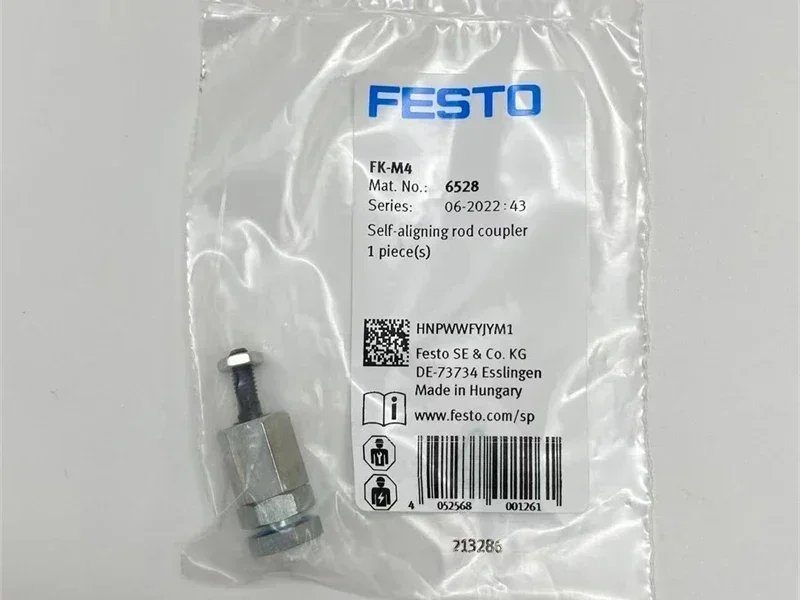 FESTO
FK-M4
Mat. No.: 6528
Series: 06-2022:43
Self-aligning rod coupler
1 piece(s)
HNPWWFYJYM1
Festo SE & Co. KG
DE-73734 Esslingen
Made in Hungary
www.festo.com/sp
4 052568 001261
213286